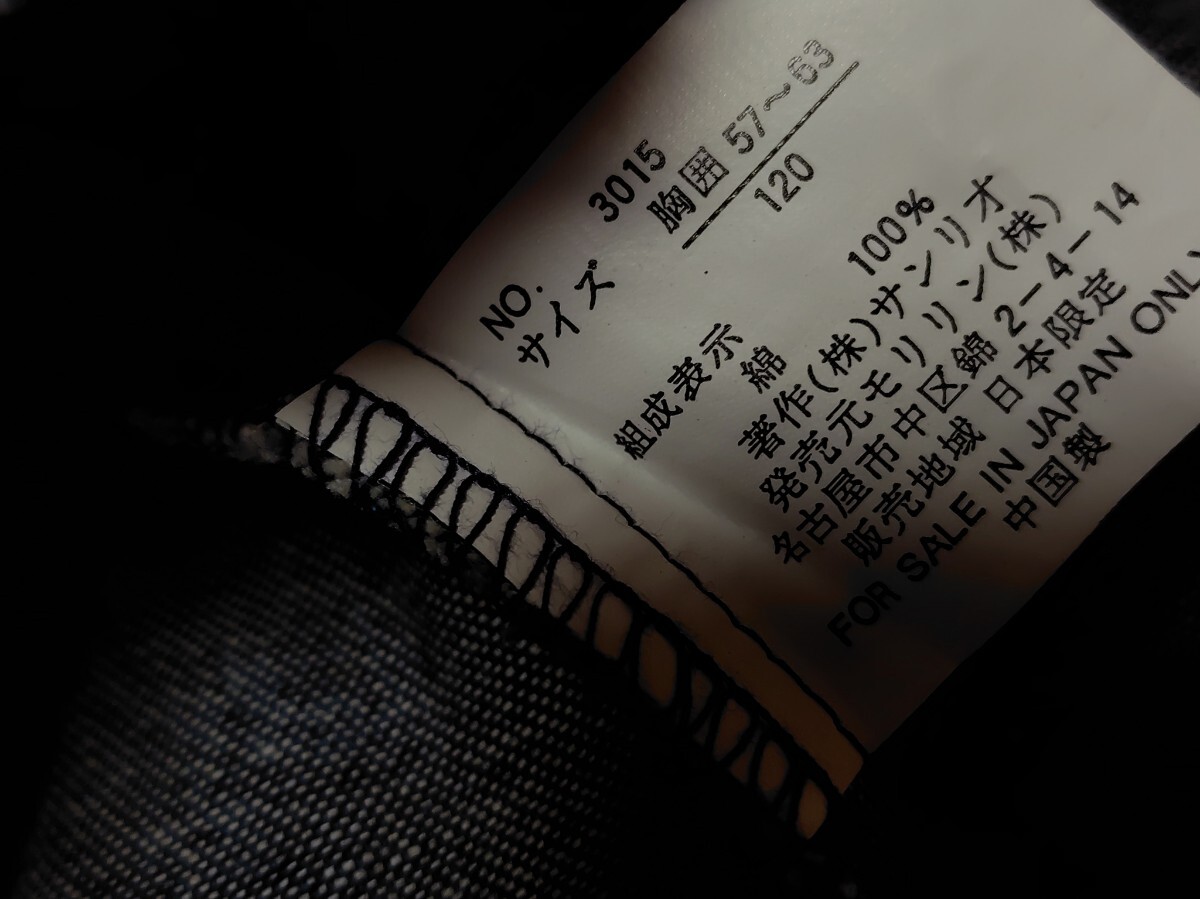 NO. 3015
サイズ 胸囲 57～63
120
組成表示
綿 100%
著作(株)サンリオ
発売元モリリン(株)
名古屋市中区錦 2－4－14
販売地域 日本限定
FOR SALE IN JAPAN ONLY
中国製